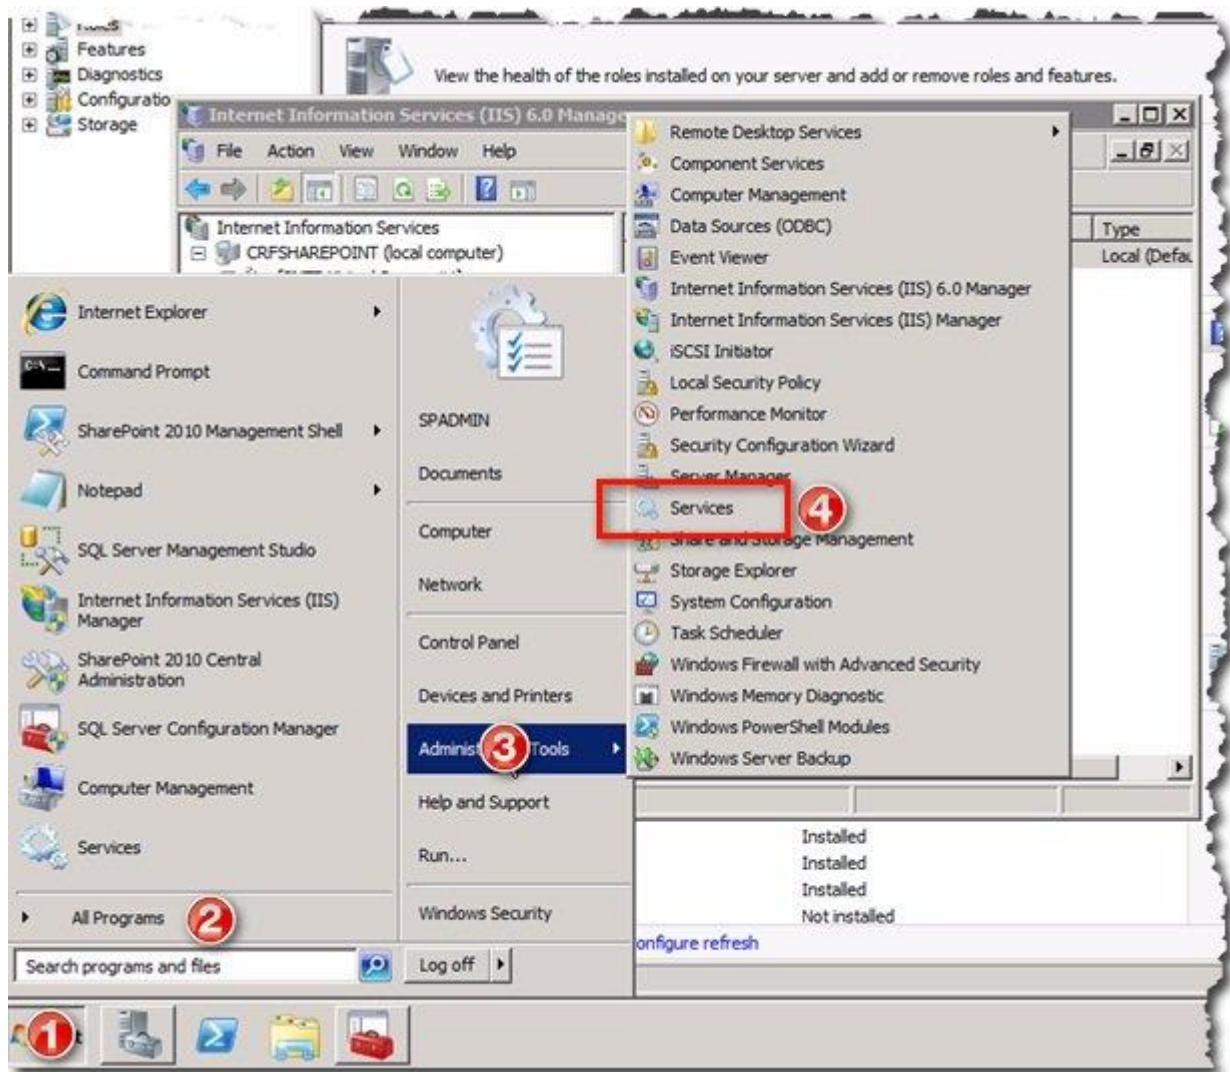 Roles
Features
Diagnostics
Configuratio
Storage
View the health of the roles installed on your server and add or remove roles and features.
Internet Information Services (IIS) 6.0 Manage
File Action View Window Help
Internet Information Services
CRFSHAREPOINT (local computer)
Type
Local (Defau
Internet Explorer
Command Prompt
SharePoint 2010 Management Shell
Notepad
SQL Server Management Studio
Internet Information Services (IIS)
Manager
SharePoint 2010 Central
Administration
SQL Server Configuration Manager
Computer Management
Services
All Programs
2
Search programs and files
SPADMIN
Documents
Computer
Network
Control Panel
Devices and Printers
Administ
3
Tools
Help and Support
Run...
Windows Security
Log off
Remote Desktop Services
Component Services
Computer Management
Data Sources (ODBC)
Event Viewer
Internet Information Services (IIS) 6.0 Manager
Internet Information Services (IIS) Manager
iSCSI Initiator
Local Security Policy
Performance Monitor
Security Configuration Wizard
Server Manager
Services
4
Share and Storage Management
Storage Explorer
System Configuration
Task Scheduler
Windows Firewall with Advanced Security
Windows Memory Diagnostic
Windows PowerShell Modules
Windows Server Backup
Installed
Installed
Installed
Not installed
onfigure refresh
1